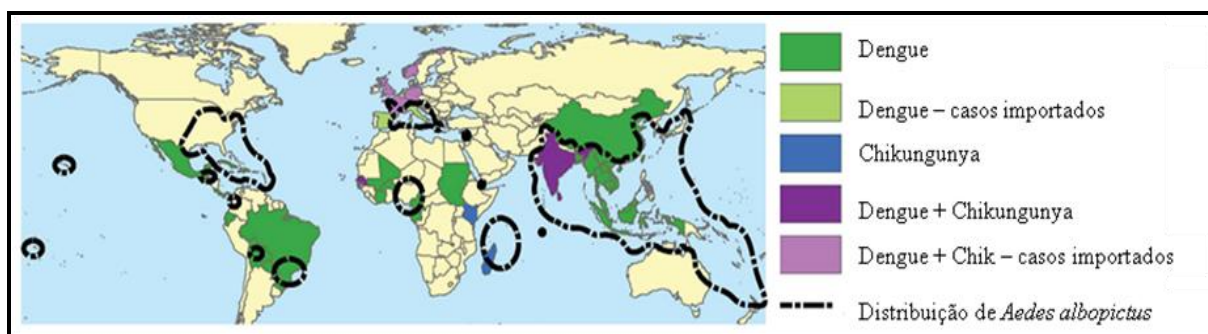 Dengue
Dengue – casos importados
Chikungunya
Dengue + Chikungunya
Dengue + Chik – casos importados
Distribuição de Aedes albopictus